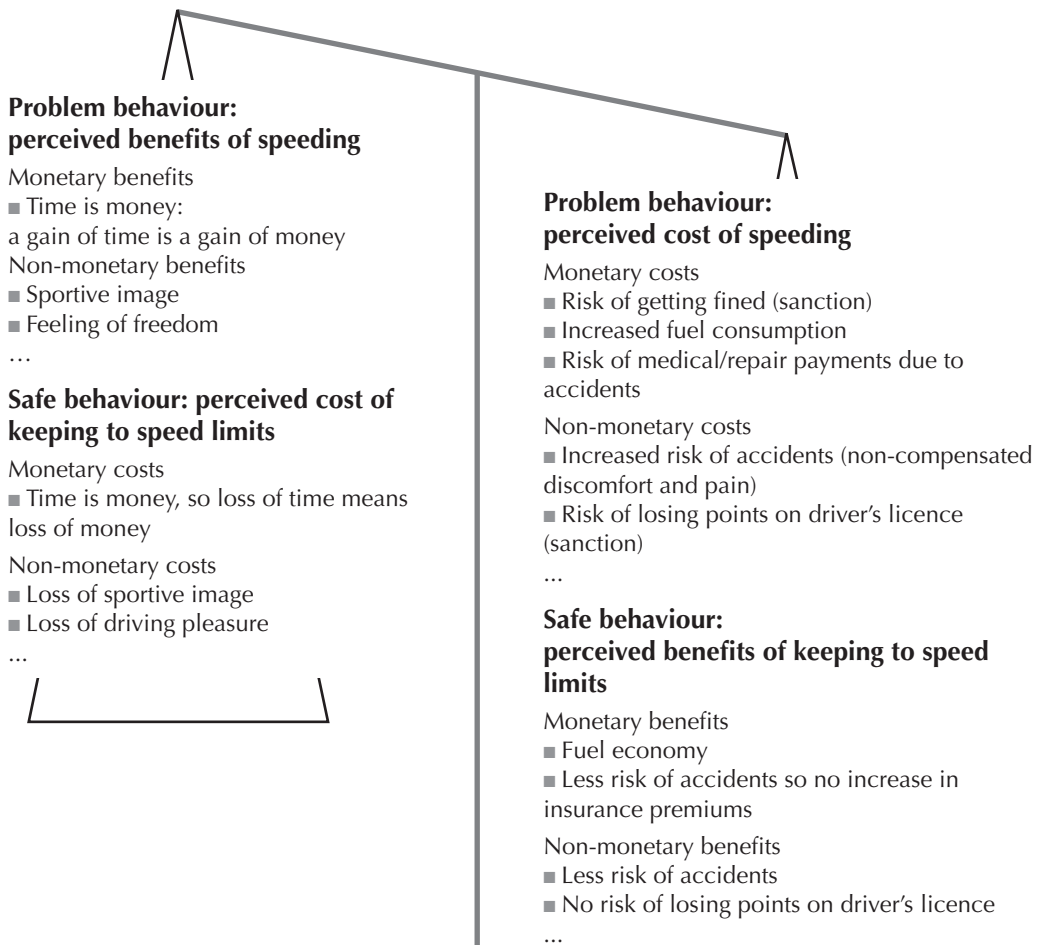 Problem behaviour:
perceived benefits of speeding
Monetary benefits
■ Time is money:
a gain of time is a gain of money
Non-monetary benefits
■ Sportive image
■ Feeling of freedom
…
Safe behaviour: perceived cost of
keeping to speed limits
Monetary costs
■ Time is money, so loss of time means
loss of money
Non-monetary costs
■ Loss of sportive image
■ Loss of driving pleasure
...
Problem behaviour:
perceived cost of speeding
Monetary costs
■ Risk of getting fined (sanction)
■ Increased fuel consumption
■ Risk of medical/repair payments due to
accidents
Non-monetary costs
■ Increased risk of accidents (non-compensated
discomfort and pain)
■ Risk of losing points on driver’s licence
(sanction)
...
Safe behaviour:
perceived benefits of keeping to speed
limits
Monetary benefits
■ Fuel economy
■ Less risk of accidents so no increase in
insurance premiums
Non-monetary benefits
■ Less risk of accidents
■ No risk of losing points on driver’s licence
...